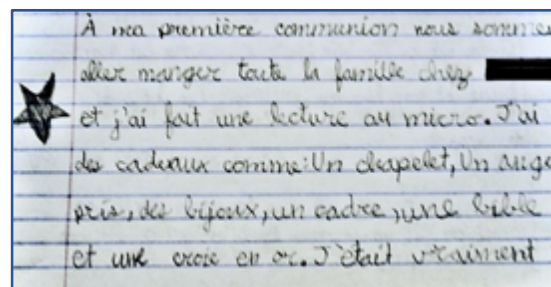 À ma première communion nous somme
aller manger toute la famille chez
et j'ai fait une lecture au micro. J'ai
des cadeaux comme: Un chapelet, Un ange
pris, des bijoux, un cadre, une bible
et une croie en or. J'était vraiment